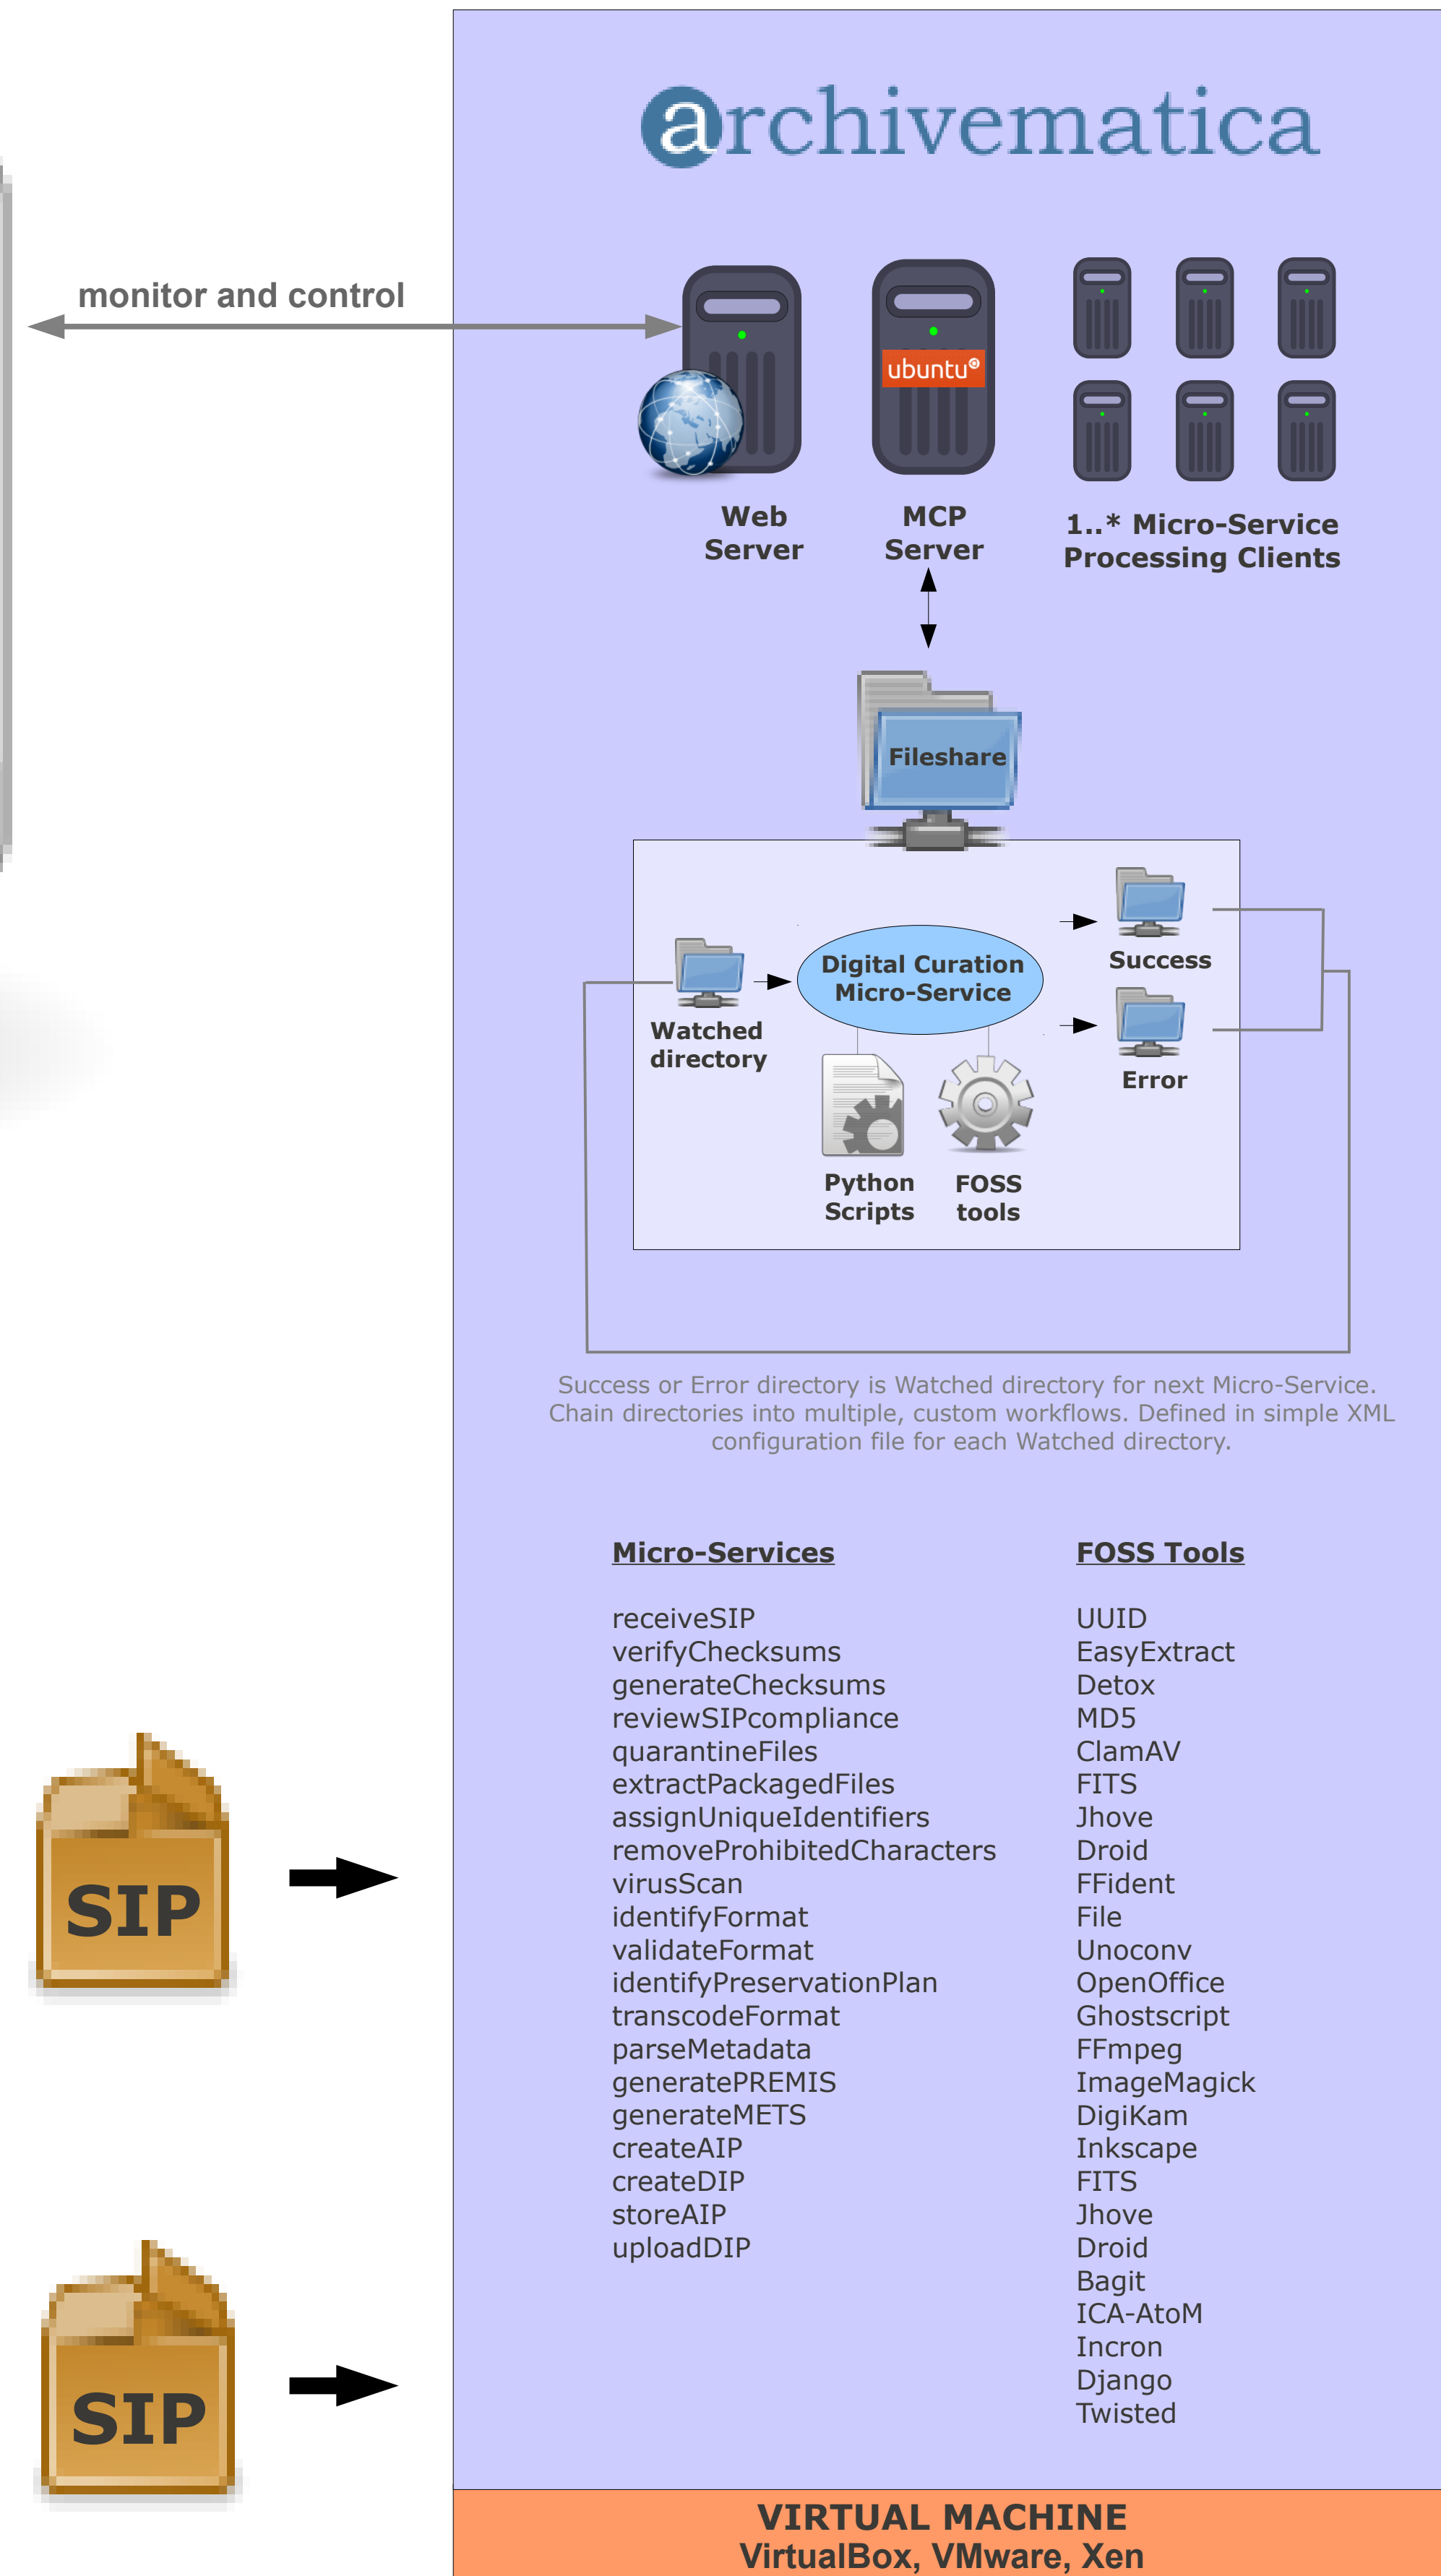 archivematica
monitor and control
ubuntu®
Web
Server
MCP
Server
1..* Micro-Service
Processing Clients
Fileshare
Watched
directory
Digital Curation
Micro-Service
Success
Error
Python
Scripts
FOSS
tools
Success or Error directory is Watched directory for next Micro-Service.
Chain directories into multiple, custom workflows. Defined in simple XML
configuration file for each Watched directory.
Micro-Services
receiveSIP
verifyChecksums
generateChecksums
reviewSIPcompliance
quarantineFiles
extractPackagedFiles
assignUniqueIdentifiers
removeProhibitedCharacters
virusScan
identifyFormat
validateFormat
identifyPreservationPlan
transcodeFormat
parseMetadata
generatePREMIS
generateMETS
createAIP
createDIP
storeAIP
uploadDIP
FOSS Tools
UUID
EasyExtract
Detox
MD5
ClamAV
FITS
Jhove
Droid
FFident
File
Unoconv
OpenOffice
Ghostscript
FFmpeg
ImageMagick
DigiKam
Inkscape
FITS
Jhove
Droid
Bagit
ICA-AtoM
Incron
Django
Twisted
SIP
SIP
VIRTUAL MACHINE
VirtualBox, VMware, Xen